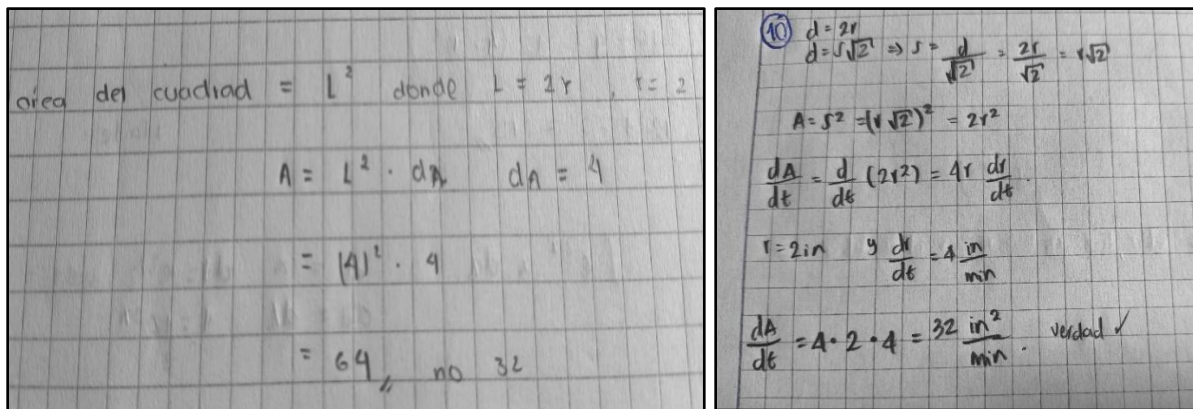 área del cuadrad = L² donde L = 2r , r = 2
A = L² · dA dA = 4
= (4)² · 4
= 64,, no 32
10 d = 2r
d = s√2 ⇒ s = d/√2 = 2r/√2 = r√2
A = s² = (r√2)² = 2r²
dA/dt = d/dt (2r²) = 4r dr/dt.
r = 2in y dr/dt = 4 in/min
dA/dt = 4 · 2 · 4 = 32 in²/min. verdad ✓